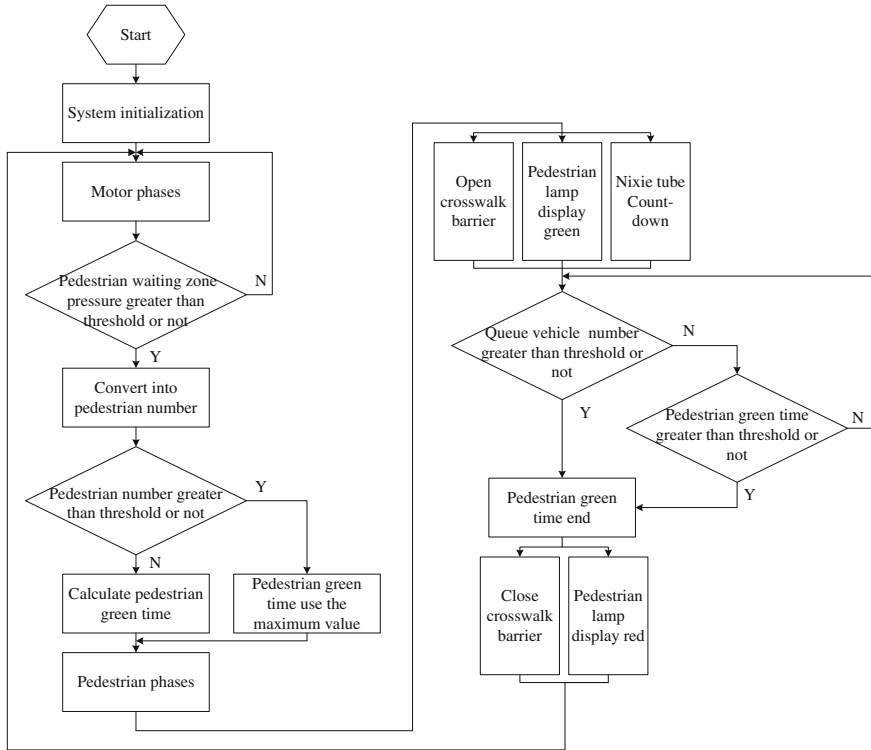 Start
System initialization
Motor phases
Pedestrian waiting zone
pressure greater than
threshold or not
N
Y
Convert into
pedestrian number
Pedestrian number greater
than threshold or not
Y
N
Calculate pedestrian
green time
Pedestrian green
time use the
maximum value
Pedestrian phases
Open
crosswalk
barrier
Pedestrian
lamp
display
green
Nixie tube
Count-
down
Queue vehicle number
greater than threshold or
not
N
Y
Pedestrian green time
greater than threshold or
not
N
Y
Pedestrian green
time end
Close
crosswalk
barrier
Pedestrian
lamp
display red